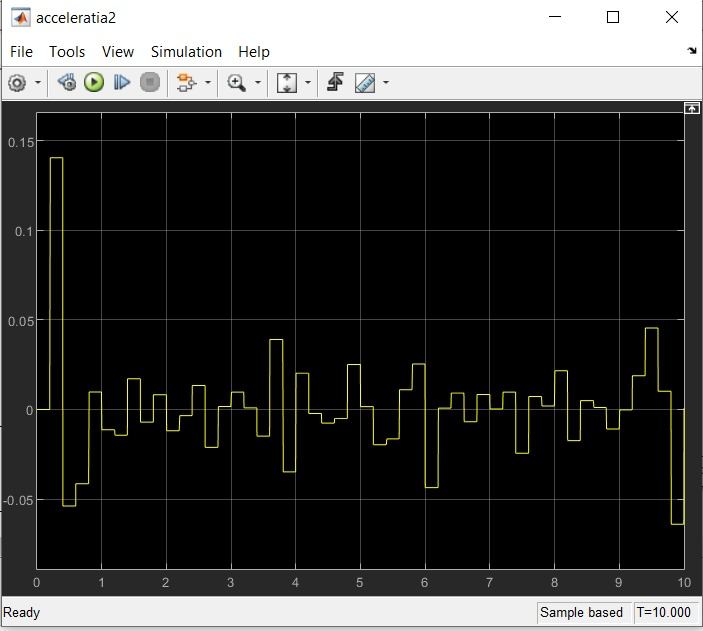 acceleratia2
File Tools View Simulation Help
0.15
0.1
0.05
0
-0.05
0 1 2 3 4 5 6 7 8 9 10
Ready Sample based T=10.000